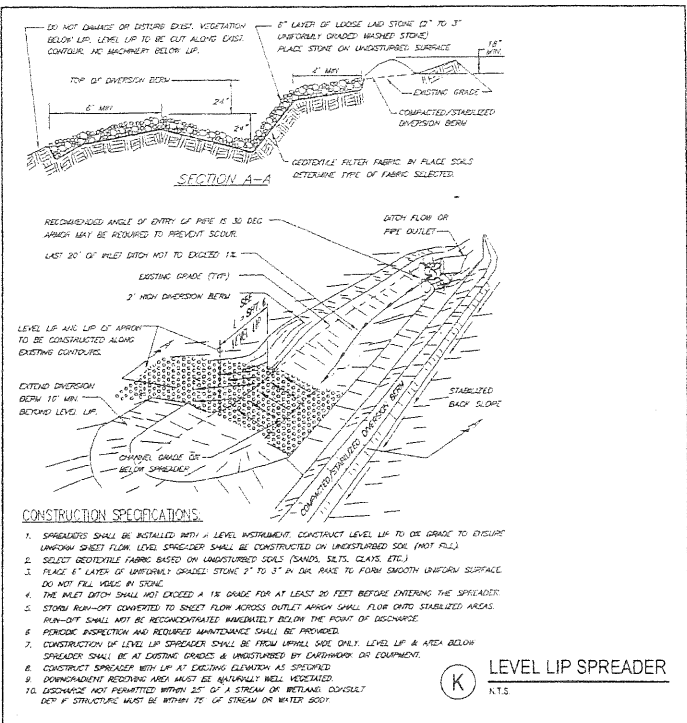 DO NOT DAMAGE OR DISTURB EXIST. VEGETATION
BELOW LIP. LEVEL LIP TO BE CUT ALONG EXIST.
CONTOUR. NO MACHINERY BELOW LIP.
6" LAYER OF LOOSE LAID STONE (2" TO 3"
UNIFORMLY GRADED WASHED STONE)
PLACE STONE ON UNDISTURBED SURFACE
18"
MIN.
TOP OF DIVERSION BERM
4' MIN
6' MIN
24"
24"
EXISTING GRADE
COMPACTED/STABILIZED
DIVERSION BERM
GEOTEXTILE FILTER FABRIC. IN PLACE SOILS
DETERMINE TYPE OF FABRIC SELECTED.
SECTION A-A
RECOMMENDED ANGLE OF ENTRY OF PIPE IS 30 DEG
ARMOR MAY BE REQUIRED TO PREVENT SCOUR.
DITCH FLOW OR
PIPE OUTLET
LAST 20' OF INLET DITCH NOT TO EXCEED 1%
EXISTING GRADE (TYP)
2' HIGH DIVERSION BERM
SEE
LEVEL LIP
LEVEL LIP AND LIP OF APRON
TO BE CONSTRUCTED ALONG
EXISTING CONTOURS.
EXTEND DIVERSION
BERM 10' MIN.
BEYOND LEVEL LIP.
STABILIZED
BACK SLOPE
CHANNEL GRADE 0% OR
BELOW SPREADER
COMPACTED/STABILIZED DIVERSION BERM
CONSTRUCTION SPECIFICATIONS:
1. SPREADERS SHALL BE INSTALLED WITH A LEVEL INSTRUMENT. CONSTRUCT LEVEL LIP TO 0% GRADE TO ENSURE
UNIFORM SHEET FLOW. LEVEL SPREADER SHALL BE CONSTRUCTED ON UNDISTURBED SOIL (NOT FILL).
2. SELECT GEOTEXTILE FABRIC BASED ON UNDISTURBED SOILS (SANDS, SILTS, CLAYS, ETC.)
3. PLACE 6" LAYER OF UNIFORMLY GRADED STONE 2" TO 3" IN DIA. RAKE TO FORM SMOOTH UNIFORM SURFACE.
DO NOT FILL VOIDS IN STONE.
4. THE INLET DITCH SHALL NOT EXCEED A 1% GRADE FOR AT LEAST 20 FEET BEFORE ENTERING THE SPREADER.
5. STORM RUN-OFF CONVERTED TO SHEET FLOW ACROSS OUTLET APRON SHALL FLOW ONTO STABILIZED AREAS.
RUN-OFF SHALL NOT BE RECONCENTRATED IMMEDIATELY BELOW THE POINT OF DISCHARGE.
6 PERIODIC INSPECTION AND REQUIRED MAINTENANCE SHALL BE PROVIDED.
7. CONSTRUCTION OF LEVEL LIP SPREADER SHALL BE FROM UPHILL SIDE ONLY. LEVEL LIP & AREA BELOW
SPREADER SHALL BE AT EXISTING GRADES & UNDISTURBED BY EARTHWORK OR EQUIPMENT.
8. CONSTRUCT SPREADER WITH LIP AT EXISTING ELEVATION AS SPECIFIED.
9. DOWNGRADIENT RECEIVING AREA MUST BE NATURALLY WELL VEGETATED.
10. DISCHARGE NOT PERMITTED WITHIN 25' OF A STREAM OR WETLAND. CONSULT
DEP IF STRUCTURE MUST BE WITHIN 75' OF STREAM OR WATER BODY.
K
LEVEL LIP SPREADER
N.T.S.